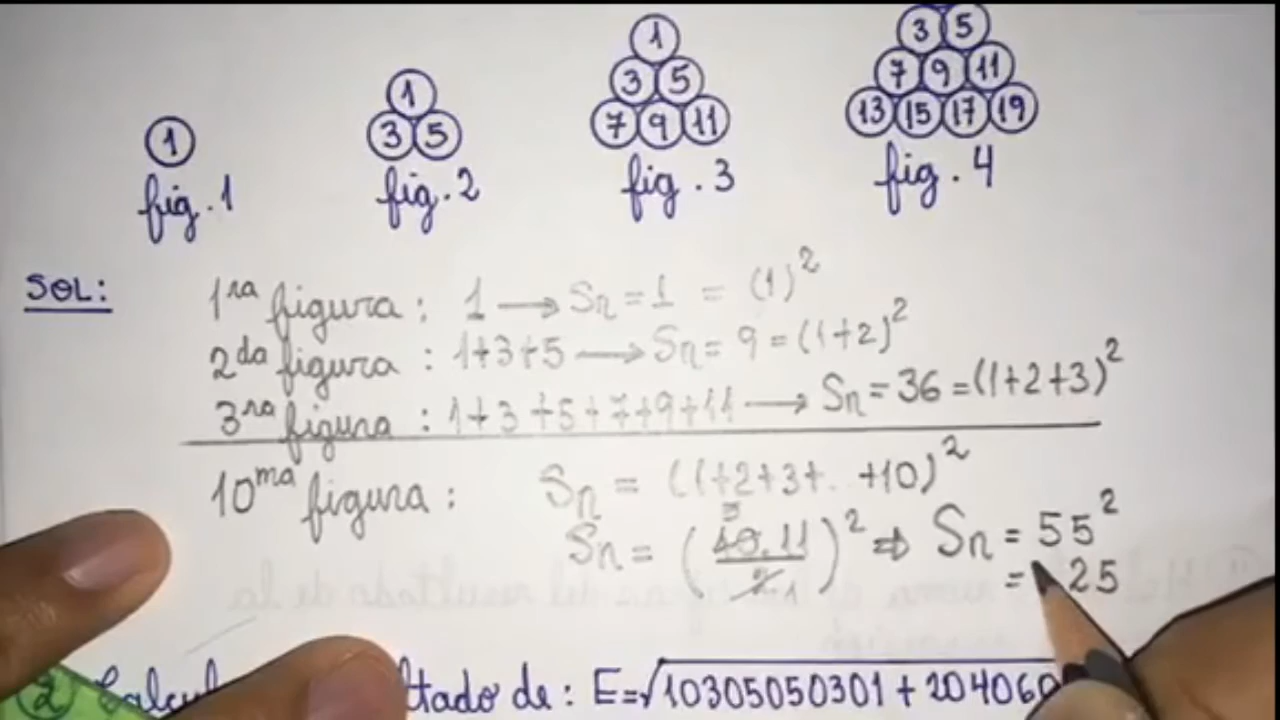 1
1
3 5
1
3 5
7 9 11
3 5
7 9 11
13 15 17 19
fig. 1
fig. 2
fig. 3
fig. 4
SOL:
1ra figura : 1 → Sn = 1 = (1)²
2da figura : 1+3+5 → Sn = 9 = (1+2)²
3ra figura : 1+3+5+7+9+11 → Sn = 36 = (1+2+3)²
10ma figura : Sn = (1+2+3+. +10)²
Sn = (10.11/2)² ⇒ Sn = 55²
5 1
= 25
2 de : E=√10305050301 + 204060